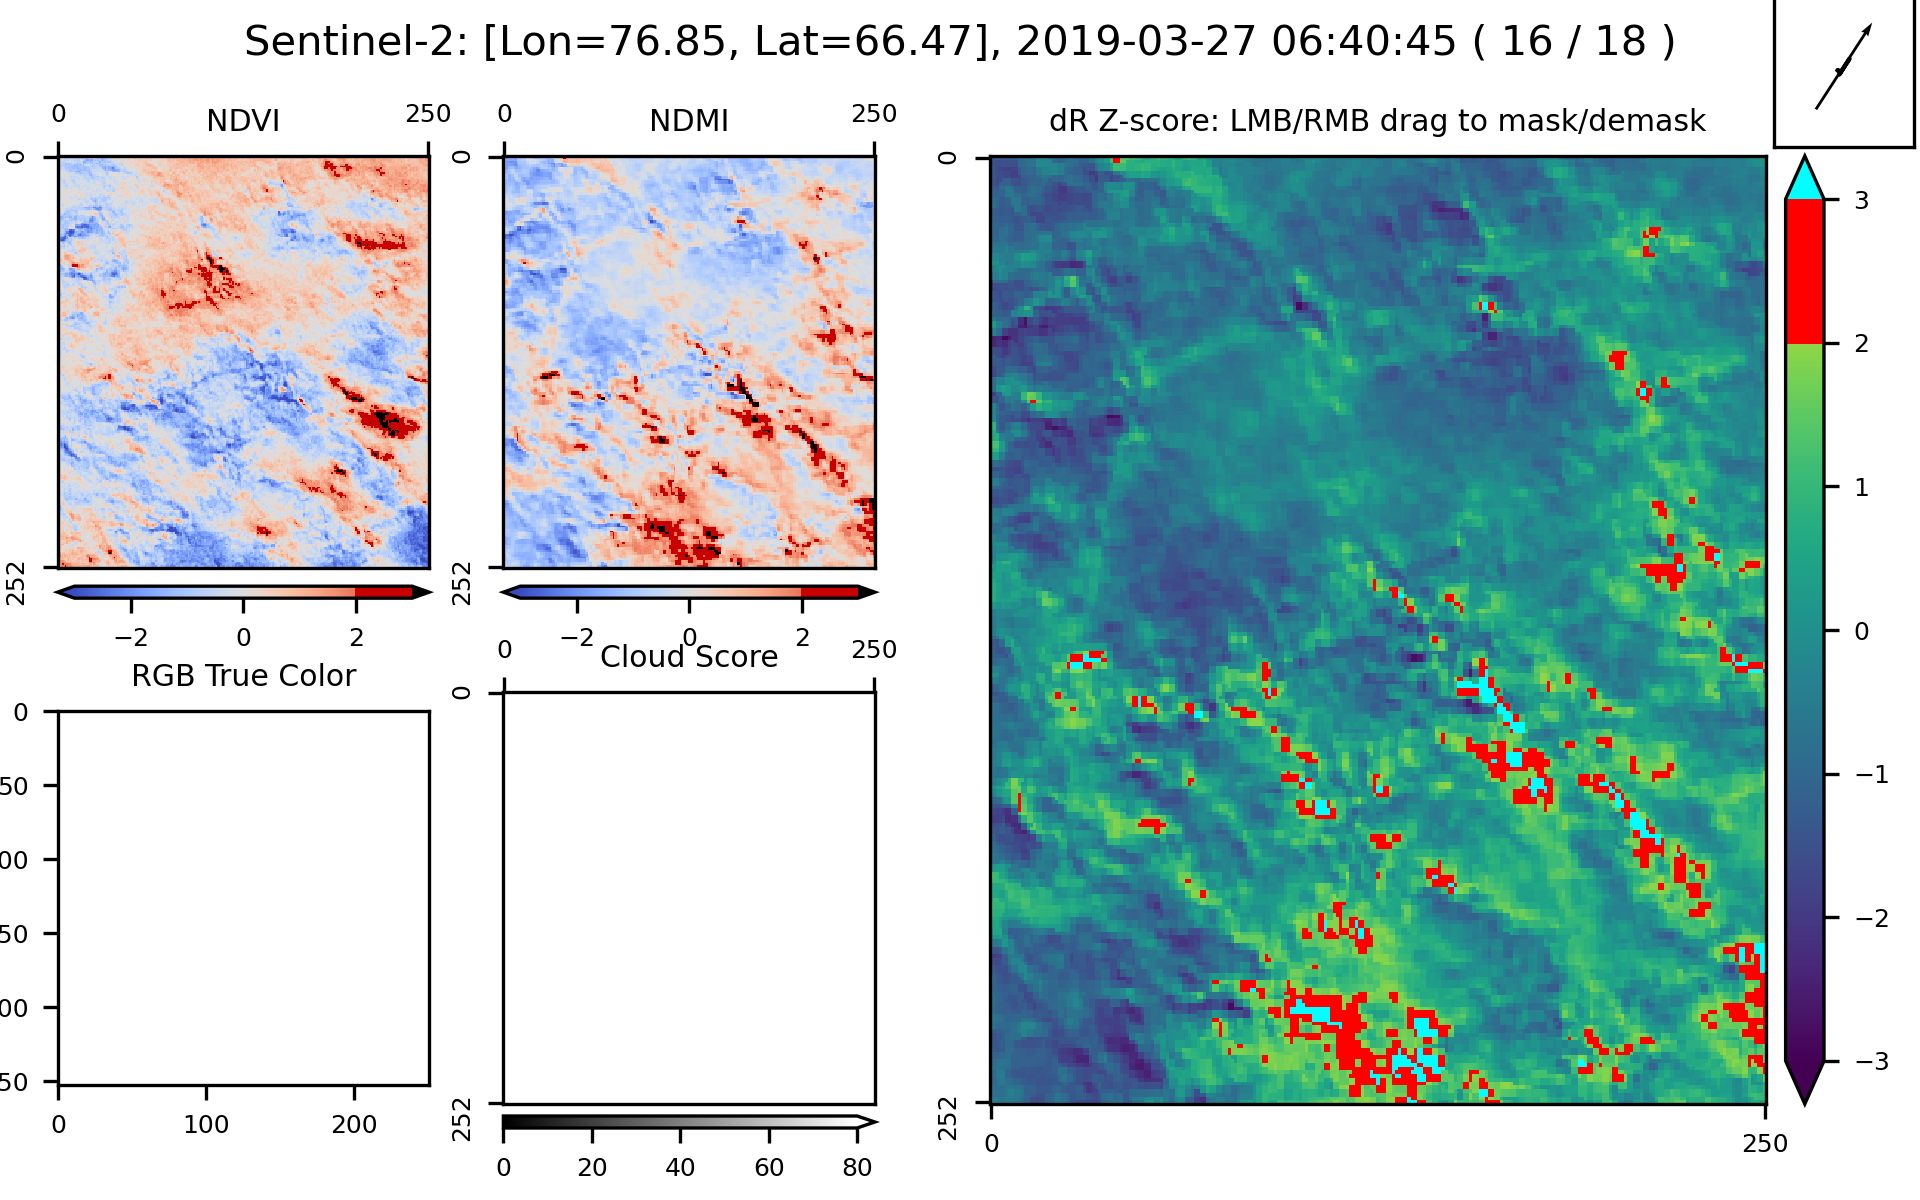 Sentinel-2: [Lon=76.85, Lat=66.47], 2019-03-27 06:40:45 ( 16 / 18 )
NDVI
0 250
0
252
−2 0 2
NDMI
0 250
0
252
−2 0 2
dR Z-score: LMB/RMB drag to mask/demask
0
252
0 250
3
2
1
0
−1
−2
−3
RGB True Color
0
50
00
50
00
50
0 100 200
Cloud Score
0 250
0
252
0 20 40 60 80